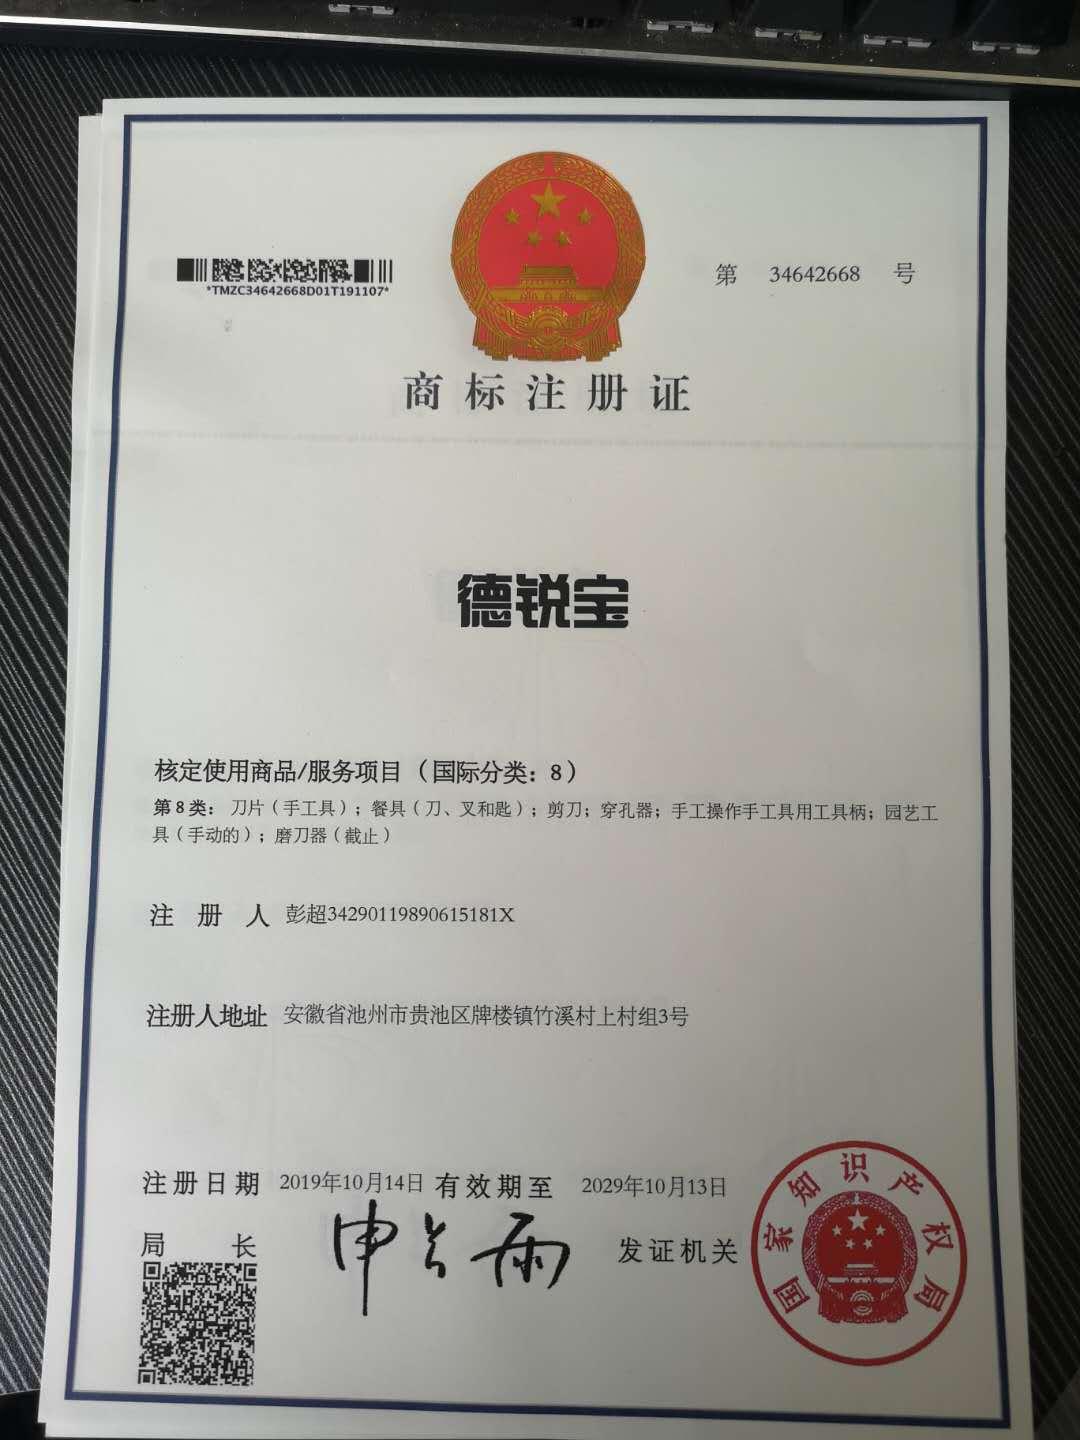 *TMZC34642668D01T191107*
第 34642668 号
商标注册证
德锐宝
核定使用商品/服务项目（国际分类：8）
第8类：刀片（手工具）；餐具（刀、叉和匙）；剪刀；穿孔器；手工操作手工具用工具柄；园艺工
具（手动的）；磨刀器（截止）
注册人 彭超34290119890615181X
注册人地址 安徽省池州市贵池区牌楼镇竹溪村上村组3号
注册日期 2019年10月14日 有效期至 2029年10月13日
局长 申长雨 发证机关
国家知识产权局